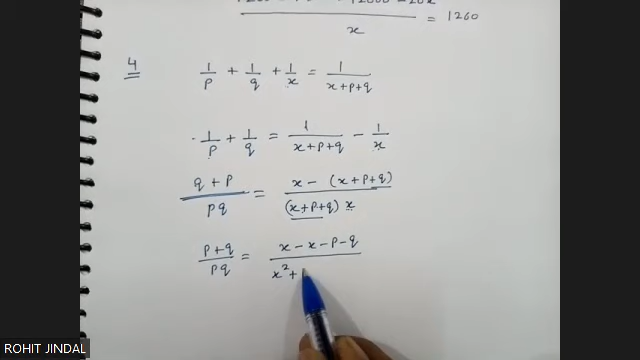 x = 1260
4 1/p + 1/q + 1/x = 1/(x+p+q)
1/p + 1/q = 1/(x+p+q) - 1/x
(q+p)/(pq) = (x - (x+p+q))/((x+p+q) x)
(p+q)/(pq) = (x - x - p - q)/(x² +
ROHIT JINDAL